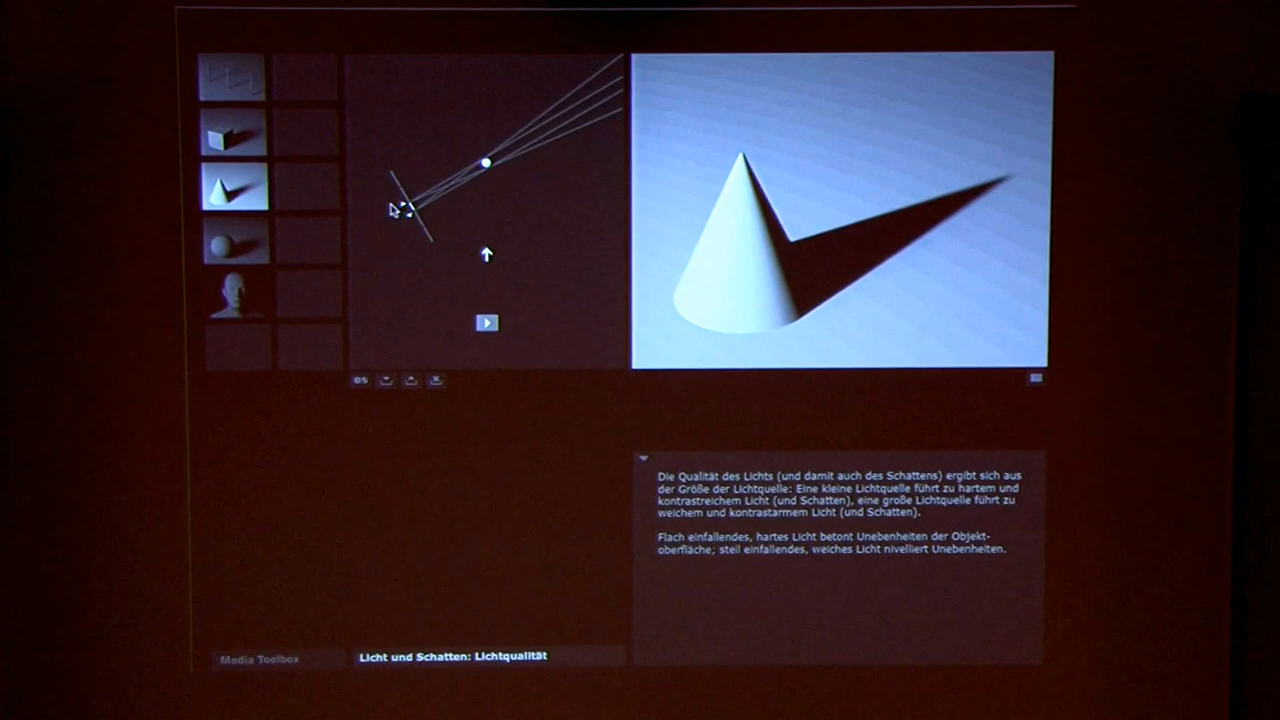 05
Die Qualität des Lichts (und damit auch des Schattens) ergibt sich aus
der Größe der Lichtquelle: Eine kleine Lichtquelle führt zu hartem und
kontrastreichem Licht (und Schatten), eine große Lichtquelle führt zu
weichem und kontrastarmem Licht (und Schatten).
Flach einfallendes, hartes Licht betont Unebenheiten der Objekt-
oberfläche; steil einfallendes, weiches Licht nivelliert Unebenheiten.
Media Toolbox
Licht und Schatten: Lichtqualität